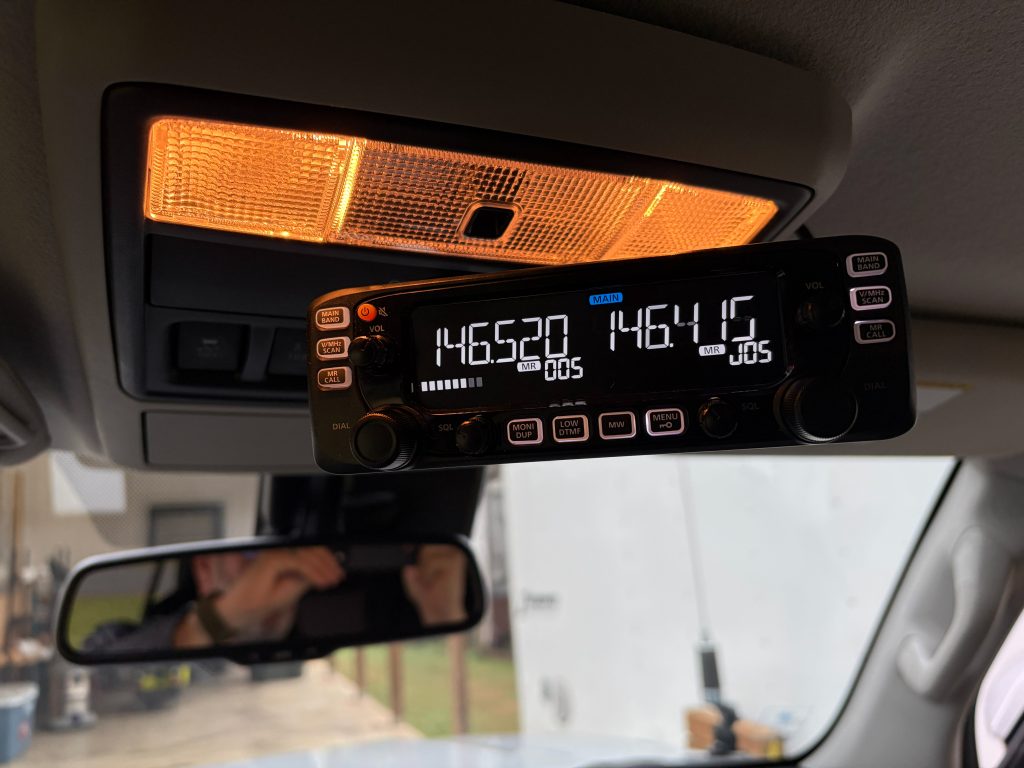 MAIN
BAND
VOL
V/MHz
SCAN
MR
CALL
DIAL
SQL
146.520
MR 005
MAIN
146.415
MR J05
MONI
DUP
LOW
DTMF
MW
MENU
SQL
VOL
MAIN
BAND
V/MHz
SCAN
MR
CALL
DIAL